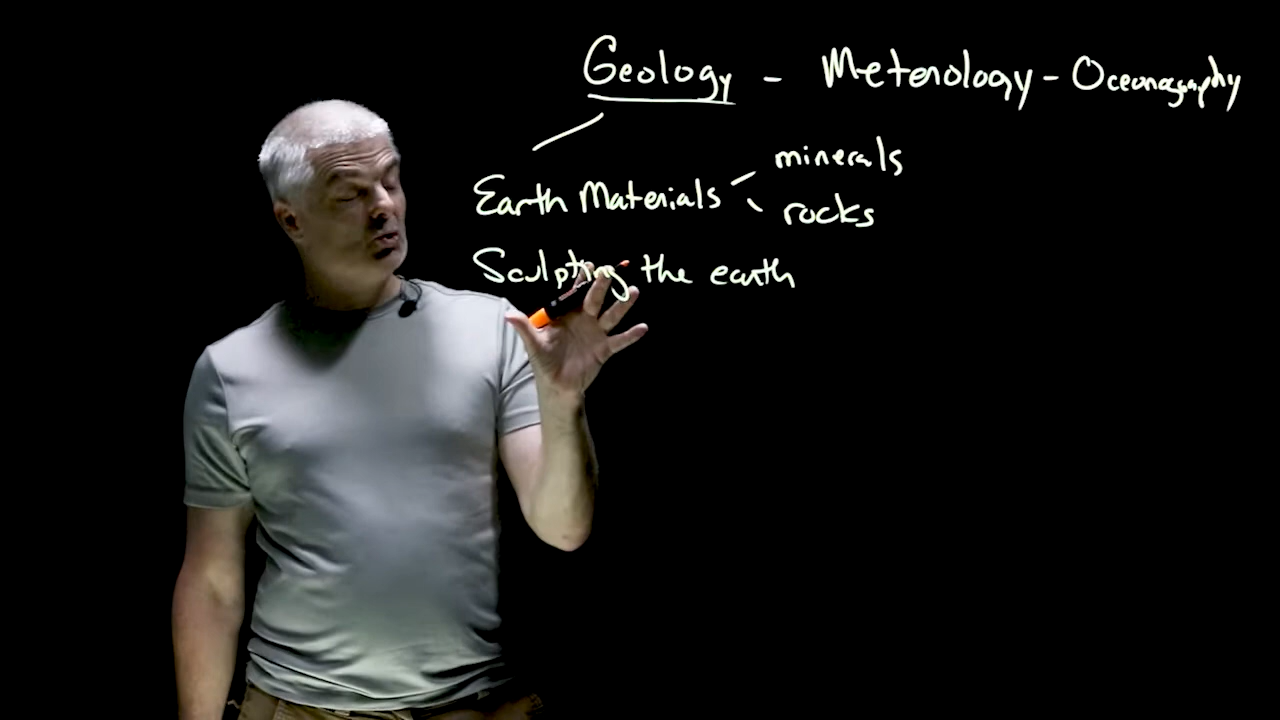 Geology - Meterology - Oceanography
Earth Materials
minerals
rocks
Sculpting the earth